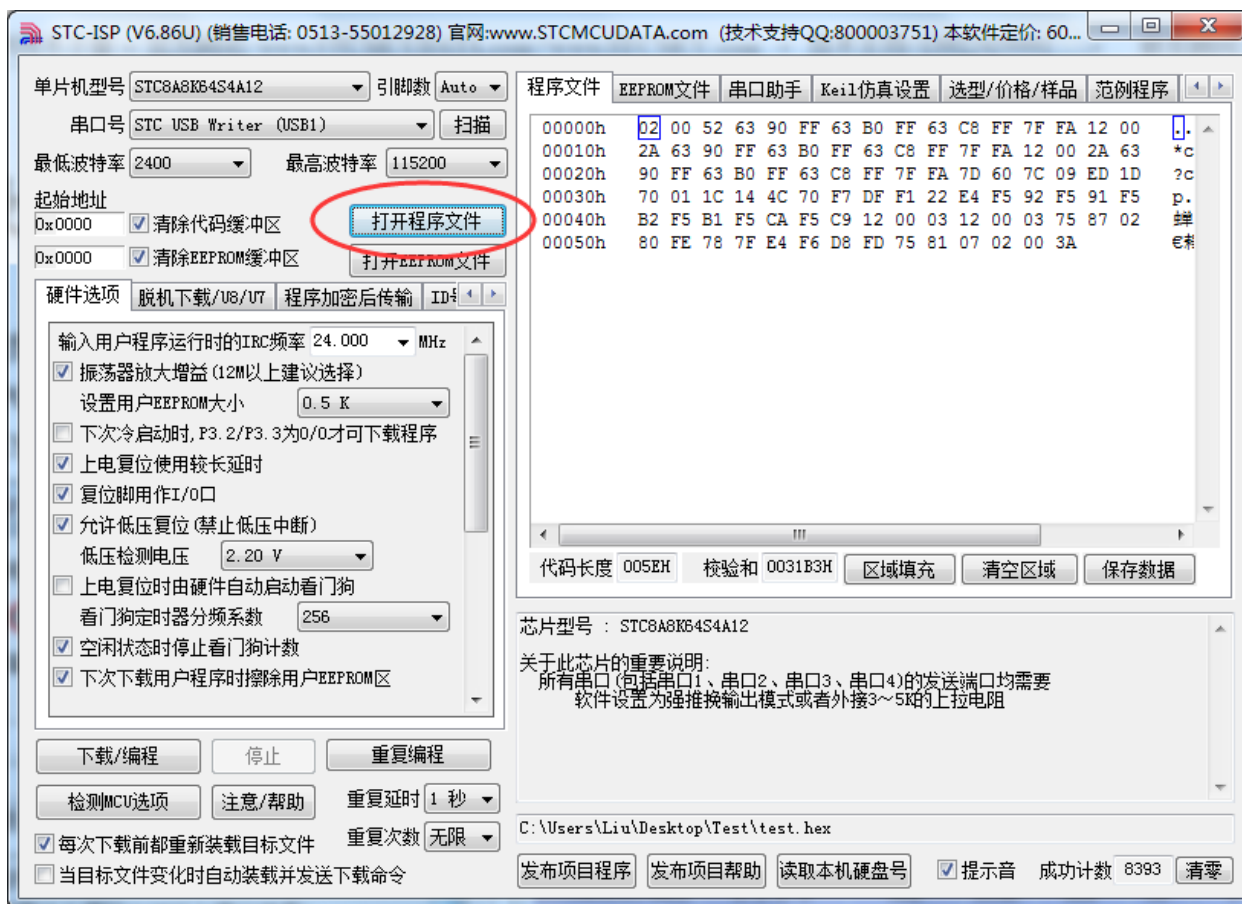 STC-ISP (V6.86U) (销售电话: 0513-55012928) 官网:www.STCMCUDATA.com (技术支持QQ:800003751) 本软件定价: 60...
单片机型号 STC8A8K64S4A12 引脚数 Auto
串口号 STC USB Writer (USB1) 扫描
最低波特率 2400 最高波特率 115200
起始地址
0x0000 清除代码缓冲区 打开程序文件
0x0000 清除EEPROM缓冲区 打开EEPROM文件
硬件选项 脱机下载/U8/U7 程序加密后传输
输入用户程序运行时的IRC频率 24.000 MHz
振荡器放大增益(12M以上建议选择)
设置用户EEPROM大小 0.5 K
下次冷启动时,P3.2/P3.3为0/0才可下载程序
上电复位使用较长延时
复位脚用作I/O口
允许低压复位(禁止低压中断)
低压检测电压 2.20 V
上电复位时由硬件自动启动看门狗
看门狗定时器分频系数 256
空闲状态时停止看门狗计数
下次下载用户程序时擦除用户EEPROM区
下载/编程 停止 重复编程
检测MCU选项 注意/帮助 重复延时 1 秒
每次下载前都重新装载目标文件 重复次数 无限
当目标文件变化时自动装载并发送下载命令
程序文件 EEPROM文件 串口助手 Keil仿真设置 选型/价格/样品 范例程序
00000h 02 00 52 63 90 FF 63 B0 FF 63 C8 FF 7F FA 12 00 ..
00010h 2A 63 90 FF 63 B0 FF 63 C8 FF 7F FA 12 00 2A 63 *c
00020h 90 FF 63 B0 FF 63 C8 FF 7F FA 7D 60 7C 09 ED 1D ?c
00030h 70 01 1C 14 4C 70 F7 DF F1 22 E4 F5 92 F5 91 F5 p.
00040h B2 F5 B1 F5 CA F5 C9 12 00 03 12 00 03 75 87 02
00050h 80 FE 78 7F E4 F6 D8 FD 75 81 07 02 00 3A
代码长度 005EH 校验和 0031B3H 区域填充 清空区域 保存数据
芯片型号 : STC8A8K64S4A12
关于此芯片的重要说明:
所有串口(包括串口1、串口2、串口3、串口4)的发送端口均需要
软件设置为强推挽输出模式或者外接3～5K的上拉电阻
C:\Users\Liu\Desktop\Test\test.hex
发布项目程序 发布项目帮助 读取本机硬盘号 提示音 成功计数 8393 清零